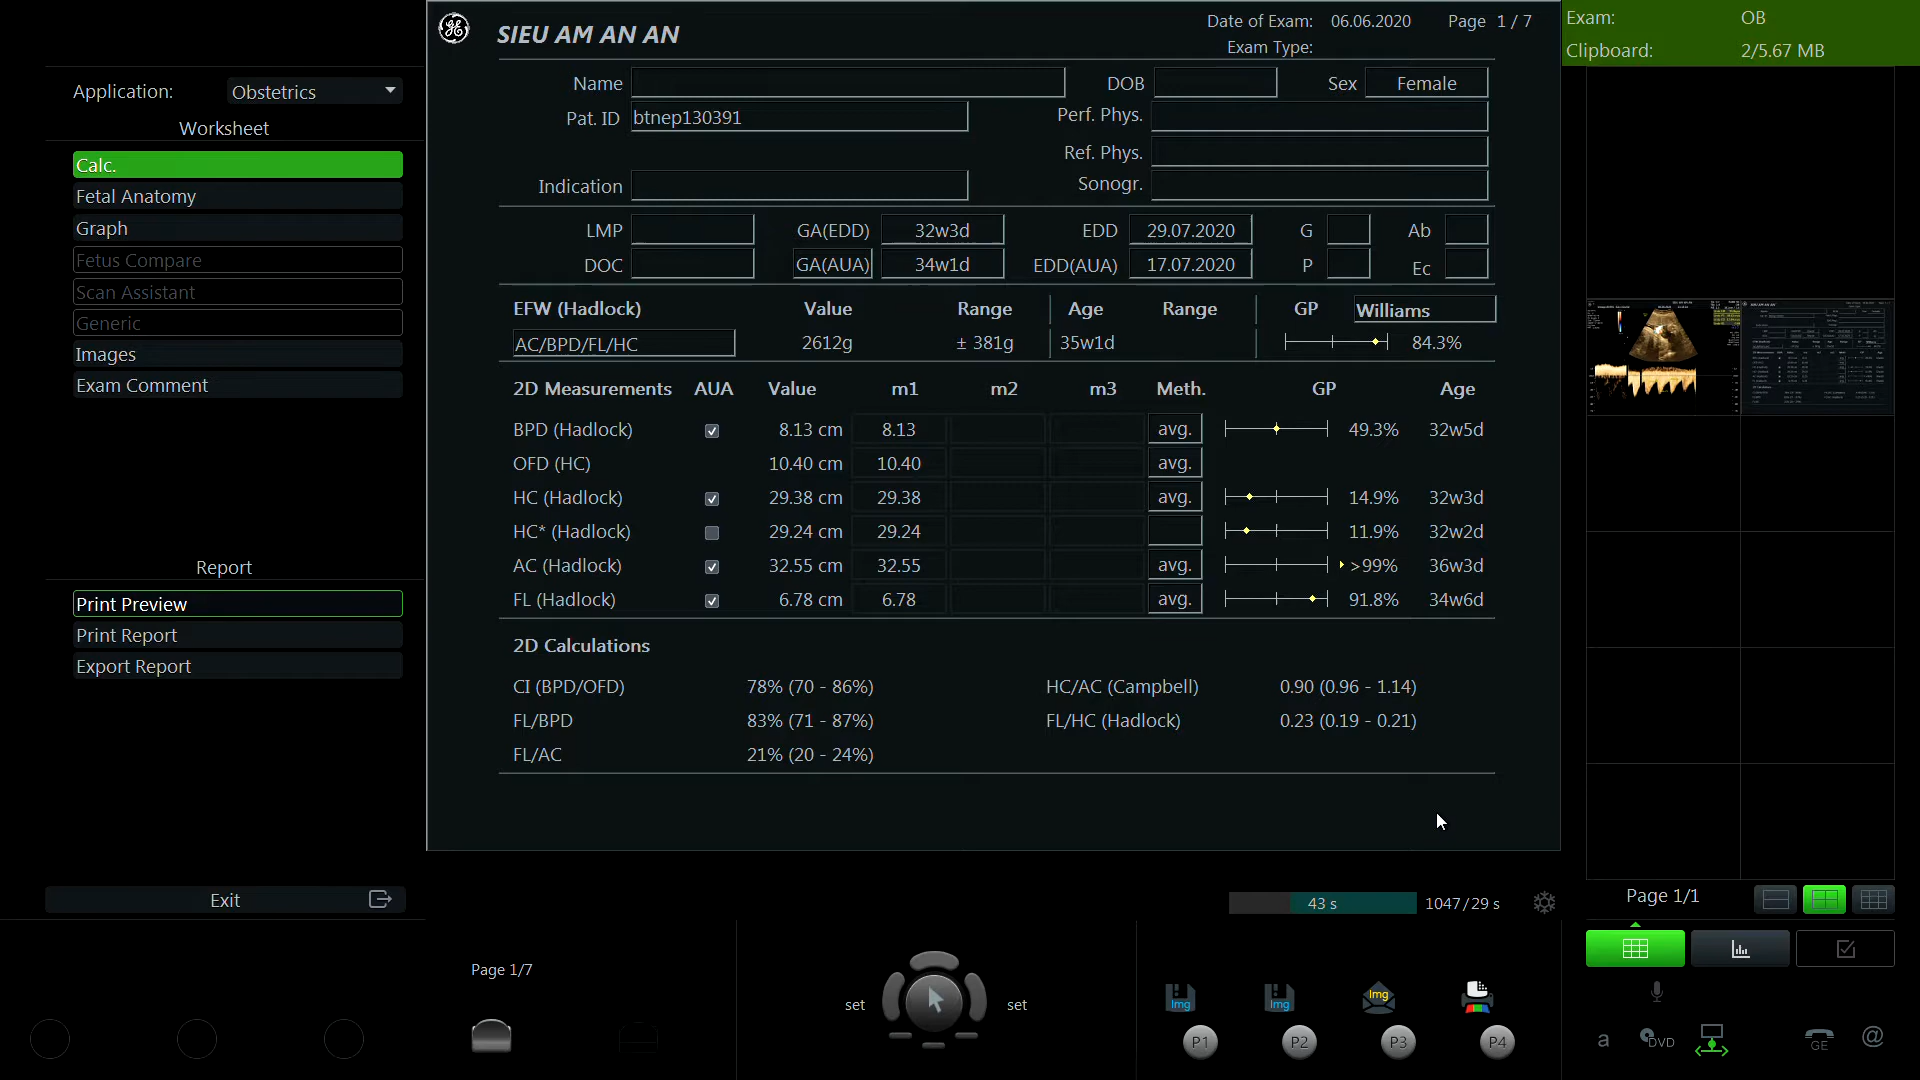 SIEU AM AN AN
Date of Exam: 06.06.2020 Page 1 / 7
Exam Type:
Exam: OB
Clipboard: 2/5.67 MB
Application: Obstetrics
Worksheet
Calc.
Fetal Anatomy
Graph
Fetus Compare
Scan Assistant
Generic
Images
Exam Comment
Report
Print Preview
Print Report
Export Report
Exit
Name DOB Sex Female
Pat. ID btnep130391 Perf. Phys.
Ref. Phys.
Indication Sonogr.
LMP GA(EDD) 32w3d EDD 29.07.2020 G Ab
DOC GA(AUA) 34w1d EDD(AUA) 17.07.2020 P Ec
EFW (Hadlock) Value Range Age Range GP Williams
AC/BPD/FL/HC 2612g ± 381g 35w1d 84.3%
2D Measurements AUA Value m1 m2 m3 Meth. GP Age
BPD (Hadlock) 8.13 cm 8.13 avg. 49.3% 32w5d
OFD (HC) 10.40 cm 10.40 avg.
HC (Hadlock) 29.38 cm 29.38 avg. 14.9% 32w3d
HC* (Hadlock) 29.24 cm 29.24 11.9% 32w2d
AC (Hadlock) 32.55 cm 32.55 avg. >99% 36w3d
FL (Hadlock) 6.78 cm 6.78 avg. 91.8% 34w6d
2D Calculations
CI (BPD/OFD) 78% (70 - 86%) HC/AC (Campbell) 0.90 (0.96 - 1.14)
FL/BPD 83% (71 - 87%) FL/HC (Hadlock) 0.23 (0.19 - 0.21)
FL/AC 21% (20 - 24%)
43 s 1047/29 s
Page 1/1
Page 1/7
set set
Img Img Img
P1 P2 P3 P4
a DVD GE @